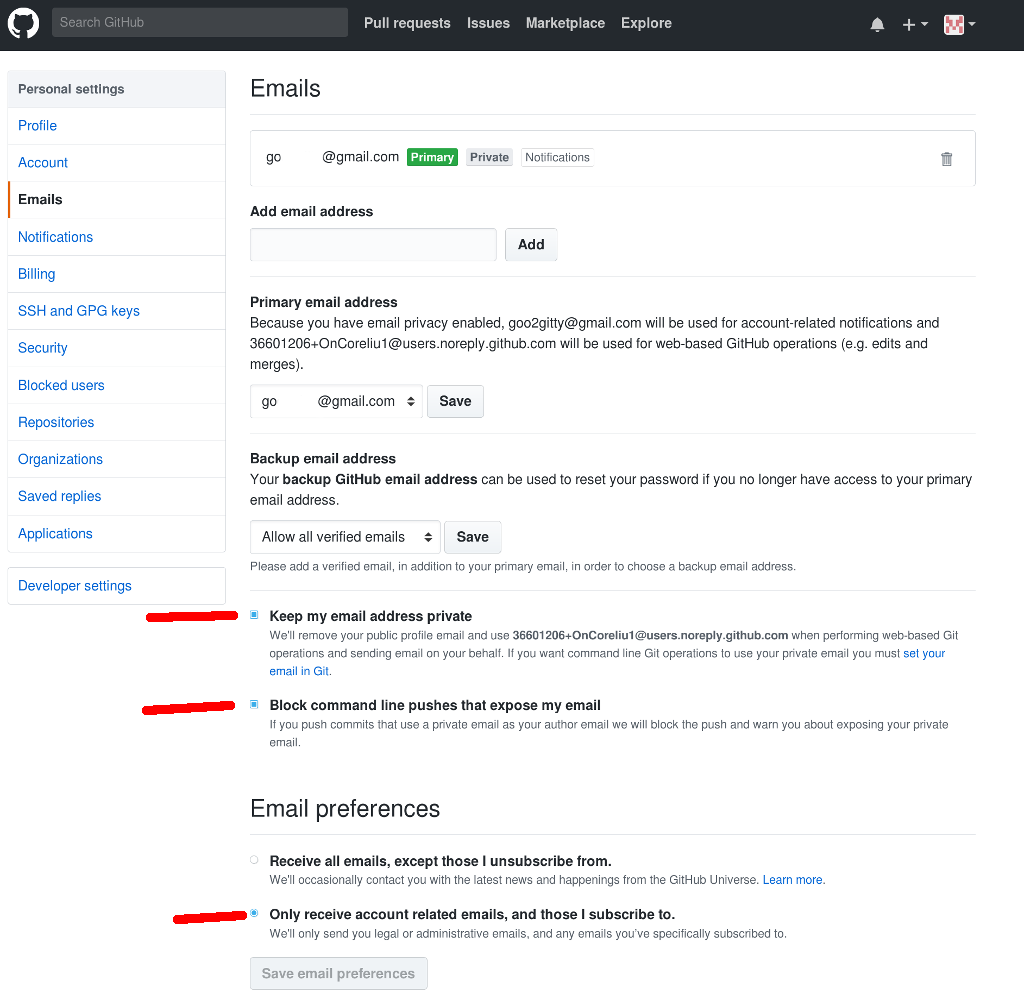 Search GitHub
Pull requests
Issues
Marketplace
Explore
Personal settings
Profile
Account
Emails
Notifications
Billing
SSH and GPG keys
Security
Blocked users
Repositories
Organizations
Saved replies
Applications
Developer settings
Emails
go @gmail.com Primary Private Notifications
Add email address
Add
Primary email address
Because you have email privacy enabled, goo2gitty@gmail.com will be used for account-related notifications and
36601206+OnCoreliu1@users.noreply.github.com will be used for web-based GitHub operations (e.g. edits and
merges).
go @gmail.com Save
Backup email address
Your backup GitHub email address can be used to reset your password if you no longer have access to your primary
email address.
Allow all verified emails Save
Please add a verified email, in addition to your primary email, in order to choose a backup email address.
Keep my email address private
We'll remove your public profile email and use 36601206+OnCoreliu1@users.noreply.github.com when performing web-based Git
operations and sending email on your behalf. If you want command line Git operations to use your private email you must set your
email in Git.
Block command line pushes that expose my email
If you push commits that use a private email as your author email we will block the push and warn you about exposing your private
email.
Email preferences
Receive all emails, except those I unsubscribe from.
We'll occasionally contact you with the latest news and happenings from the GitHub Universe. Learn more.
Only receive account related emails, and those I subscribe to.
We'll only send you legal or administrative emails, and any emails you've specifically subscribed to.
Save email preferences